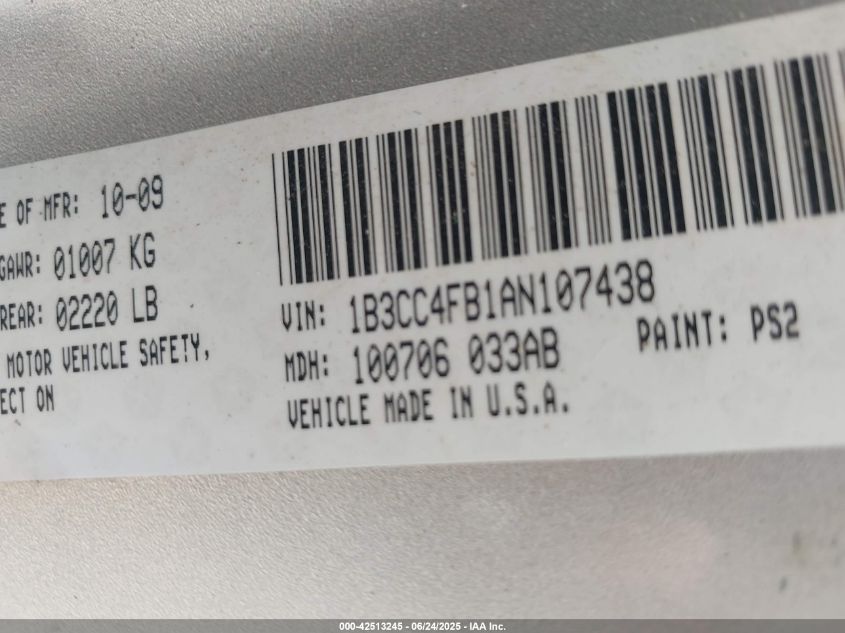 E OF MFR: 10-09
GAWR: 01007 KG
REAR: 02220 LB
MOTOR VEHICLE SAFETY,
ECT ON
VIN: 1B3CC4FB1AN107438
PAINT: PS2
MDH: 100706 033AB
VEHICLE MADE IN U.S.A.
000-42513245 - 06/24/2025 - IAA Inc.